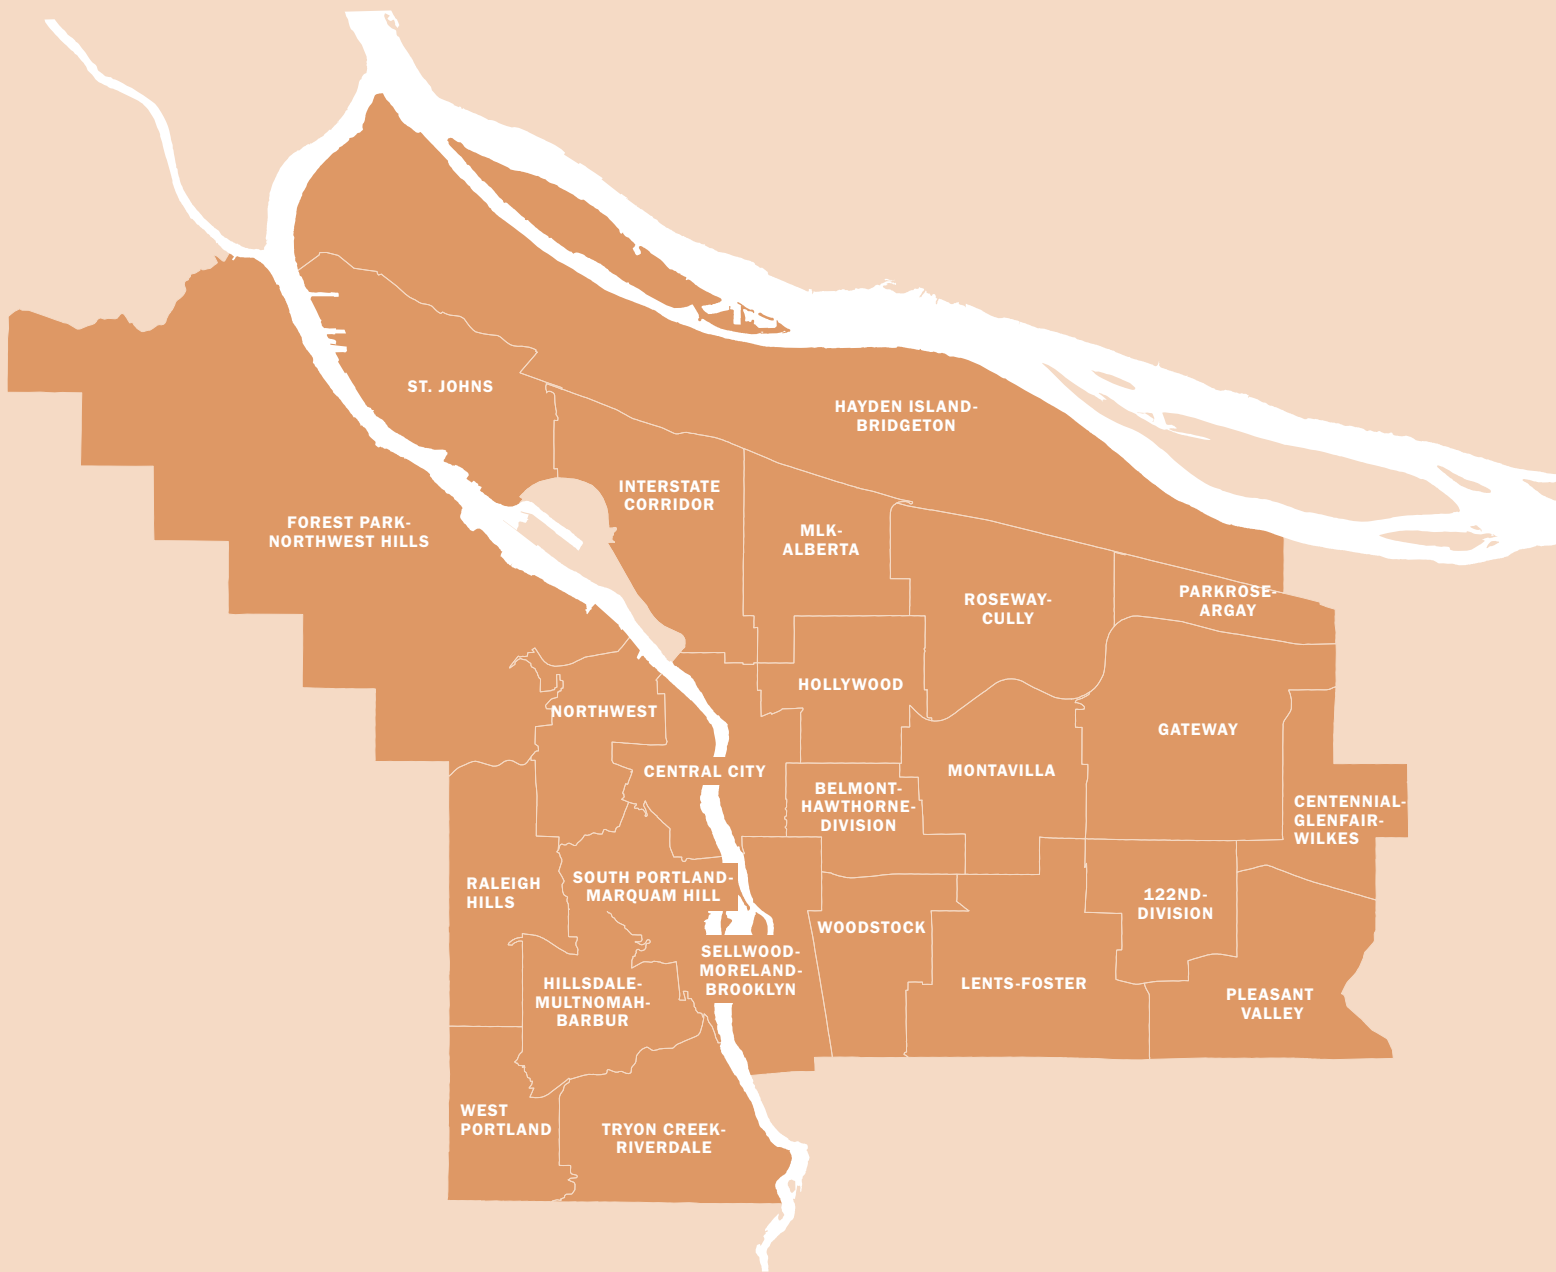 ST. JOHNS
HAYDEN ISLAND-
BRIDGETON
INTERSTATE
CORRIDOR
FOREST PARK-
NORTHWEST HILLS
MLK-
ALBERTA
ROSEWAY-
CULLY
PARKROSE-
ARGAY
HOLLYWOOD
NORTHWEST
GATEWAY
CENTRAL CITY
MONTAVILLA
BELMONT-
HAWTHORNE-
DIVISION
CENTENNIAL-
GLENFAIR-
WILKES
RALEIGH
HILLS
SOUTH PORTLAND-
MARQUAM HILL
122ND-
DIVISION
WOODSTOCK
SELLWOOD-
MORELAND-
BROOKLYN
HILLSDALE-
MULTNOMAH-
BARBUR
LENTS-FOSTER
PLEASANT
VALLEY
WEST
PORTLAND
TRYON CREEK-
RIVERDALE